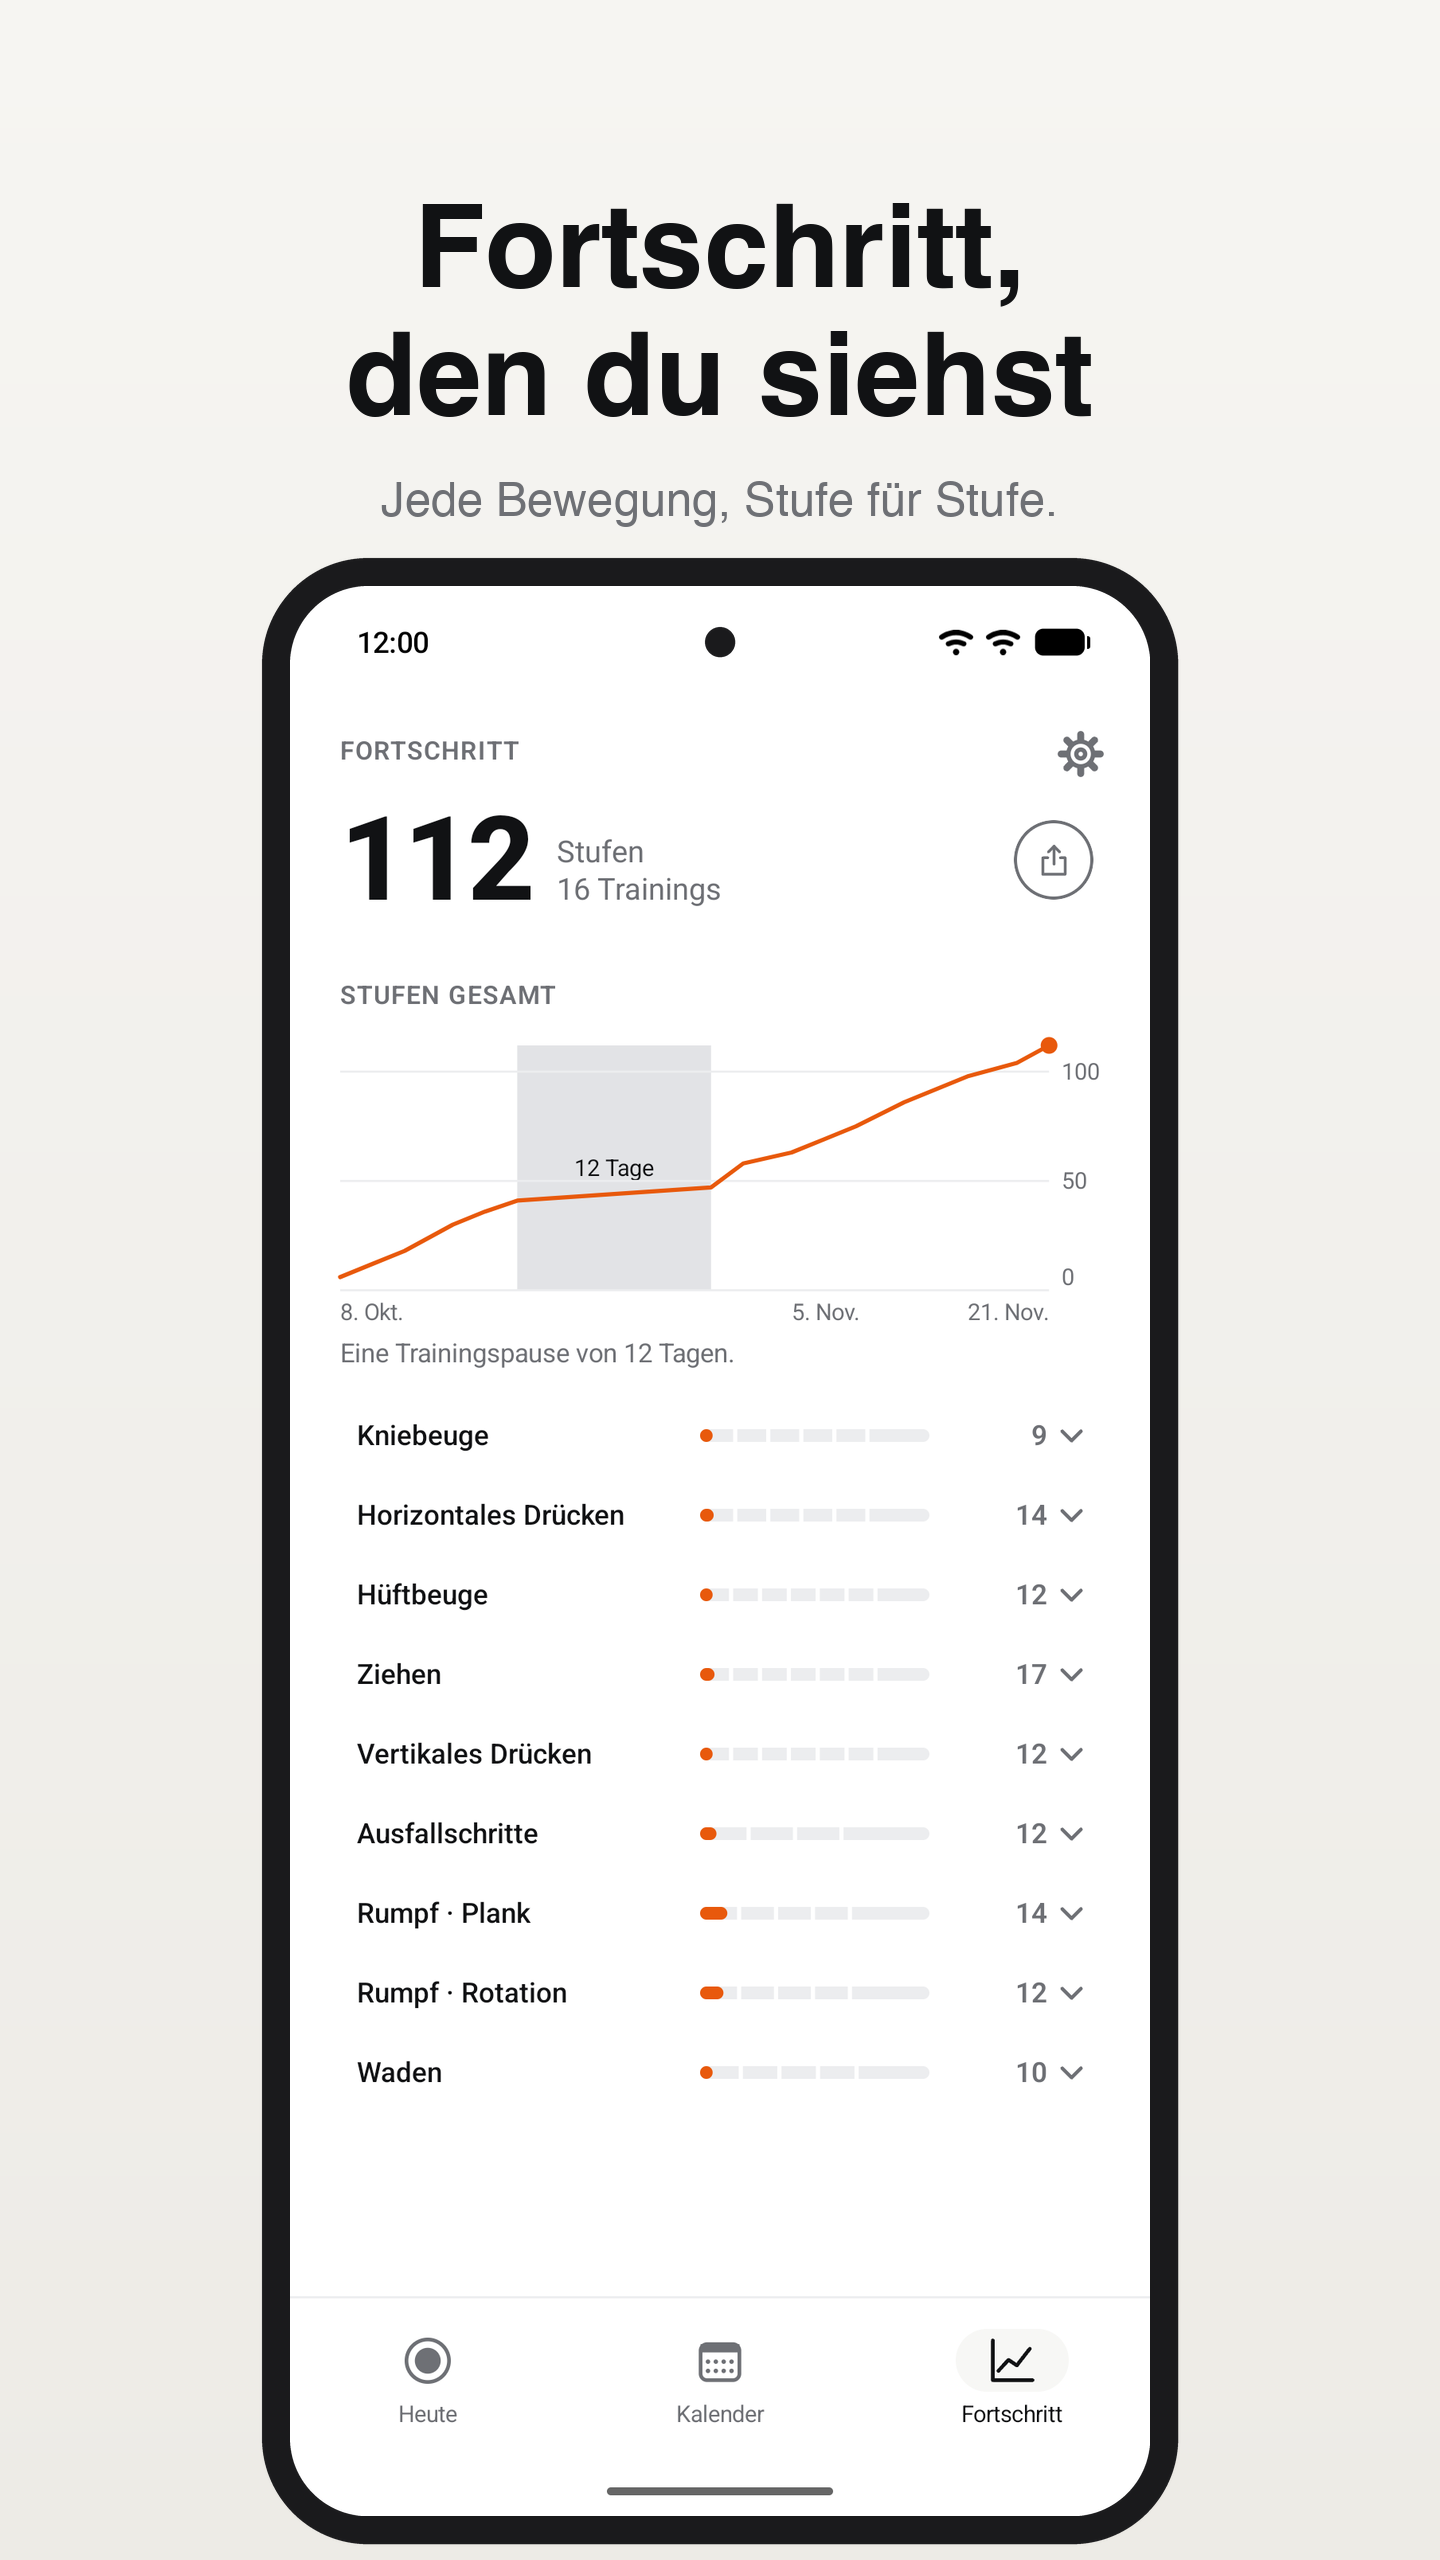 Fortschritt,
den du siehst
Jede Bewegung, Stufe für Stufe.
12:00
FORTSCHRITT
112
Stufen
16 Trainings
STUFEN GESAMT
100
12 Tage
50
0
8. Okt.
5. Nov.
21. Nov.
Eine Trainingspause von 12 Tagen.
Kniebeuge 9
Horizontales Drücken 14
Hüftbeuge 12
Ziehen 17
Vertikales Drücken 12
Ausfallschritte 12
Rumpf · Plank 14
Rumpf · Rotation 12
Waden 10
Heute
Kalender
Fortschritt